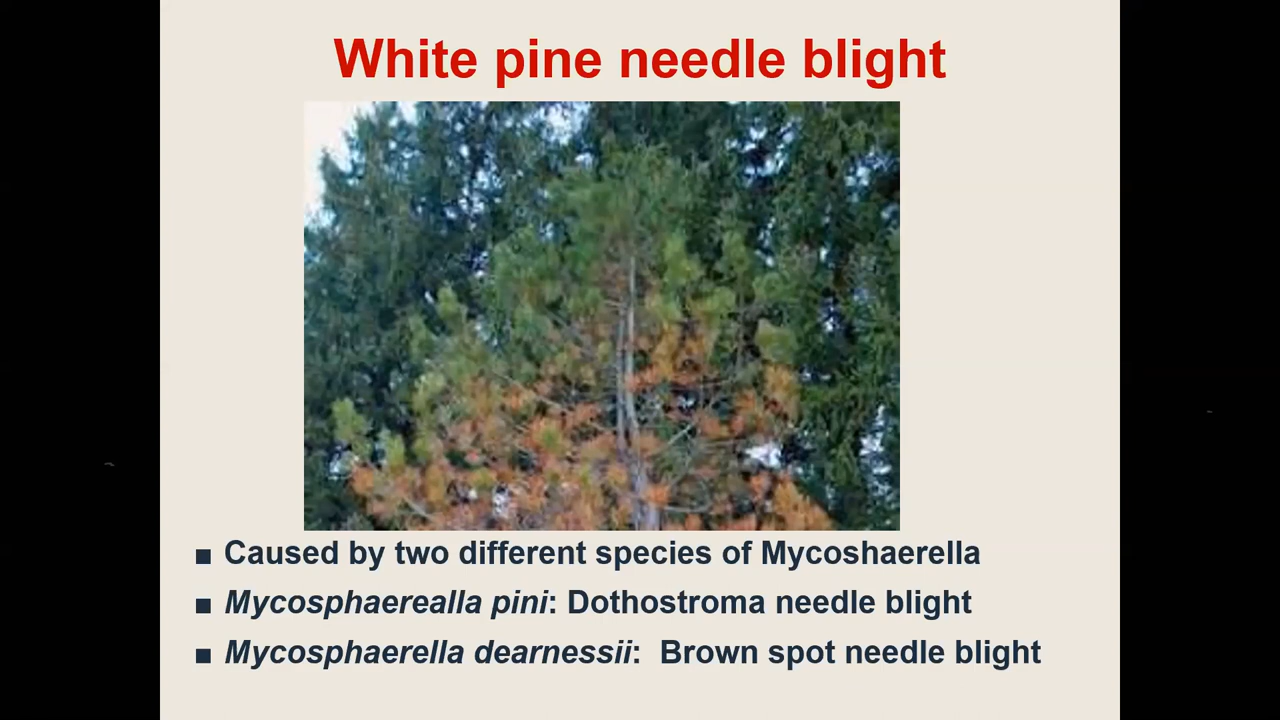 White pine needle blight
■ Caused by two different species of Mycoshaerella
■ Mycosphaerealla pini: Dothostroma needle blight
■ Mycosphaerella dearnessii: Brown spot needle blight